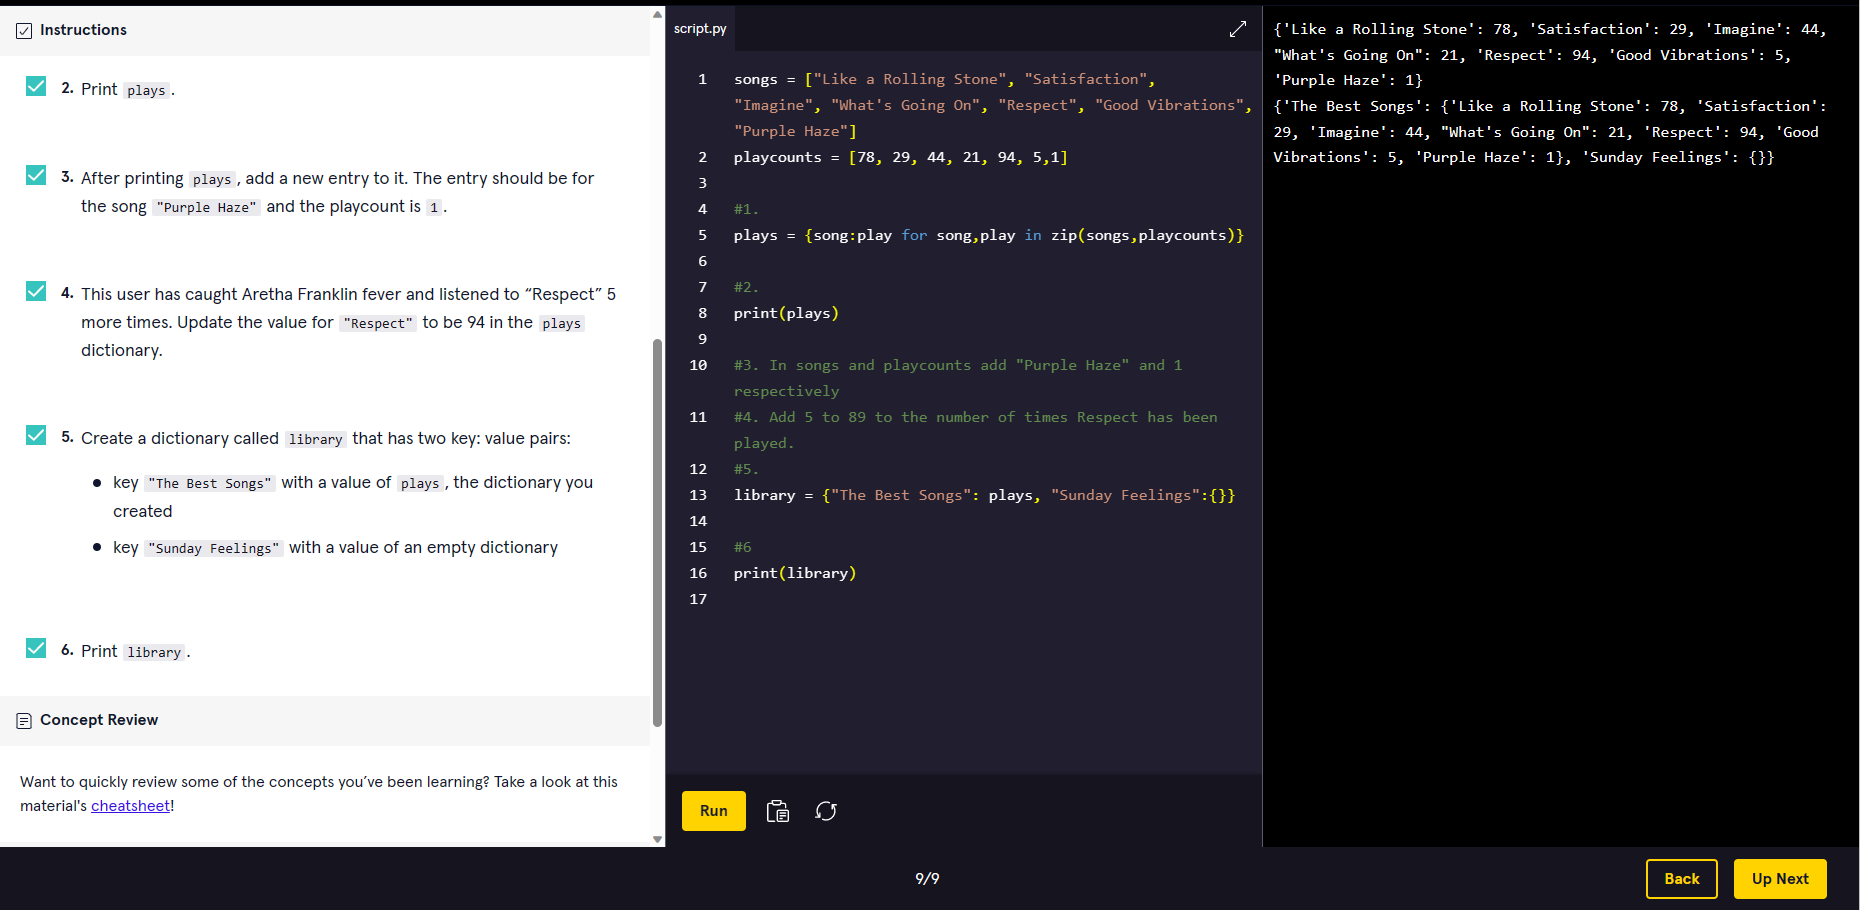 Instructions
2. Print plays.
3. After printing plays, add a new entry to it. The entry should be for
the song "Purple Haze" and the playcount is 1.
4. This user has caught Aretha Franklin fever and listened to “Respect” 5
more times. Update the value for "Respect" to be 94 in the plays
dictionary.
5. Create a dictionary called library that has two key: value pairs:
• key "The Best Songs" with a value of plays, the dictionary you
created
• key "Sunday Feelings" with a value of an empty dictionary
6. Print library.
Concept Review
Want to quickly review some of the concepts you’ve been learning? Take a look at this
material's cheatsheet!
script.py
1 songs = ["Like a Rolling Stone", "Satisfaction",
"Imagine", "What's Going On", "Respect", "Good Vibrations",
"Purple Haze"]
2 playcounts = [78, 29, 44, 21, 94, 5,1]
3
4 #1.
5 plays = {song:play for song,play in zip(songs,playcounts)}
6
7 #2.
8 print(plays)
9
10 #3. In songs and playcounts add "Purple Haze" and 1
respectively
11 #4. Add 5 to 89 to the number of times Respect has been
played.
12 #5.
13 library = {"The Best Songs": plays, "Sunday Feelings":{}}
14
15 #6
16 print(library)
17
Run
{'Like a Rolling Stone': 78, 'Satisfaction': 29, 'Imagine': 44,
"What's Going On": 21, 'Respect': 94, 'Good Vibrations': 5,
'Purple Haze': 1}
{'The Best Songs': {'Like a Rolling Stone': 78, 'Satisfaction':
29, 'Imagine': 44, "What's Going On": 21, 'Respect': 94, 'Good
Vibrations': 5, 'Purple Haze': 1}, 'Sunday Feelings': {}}
9/9
Back
Up Next